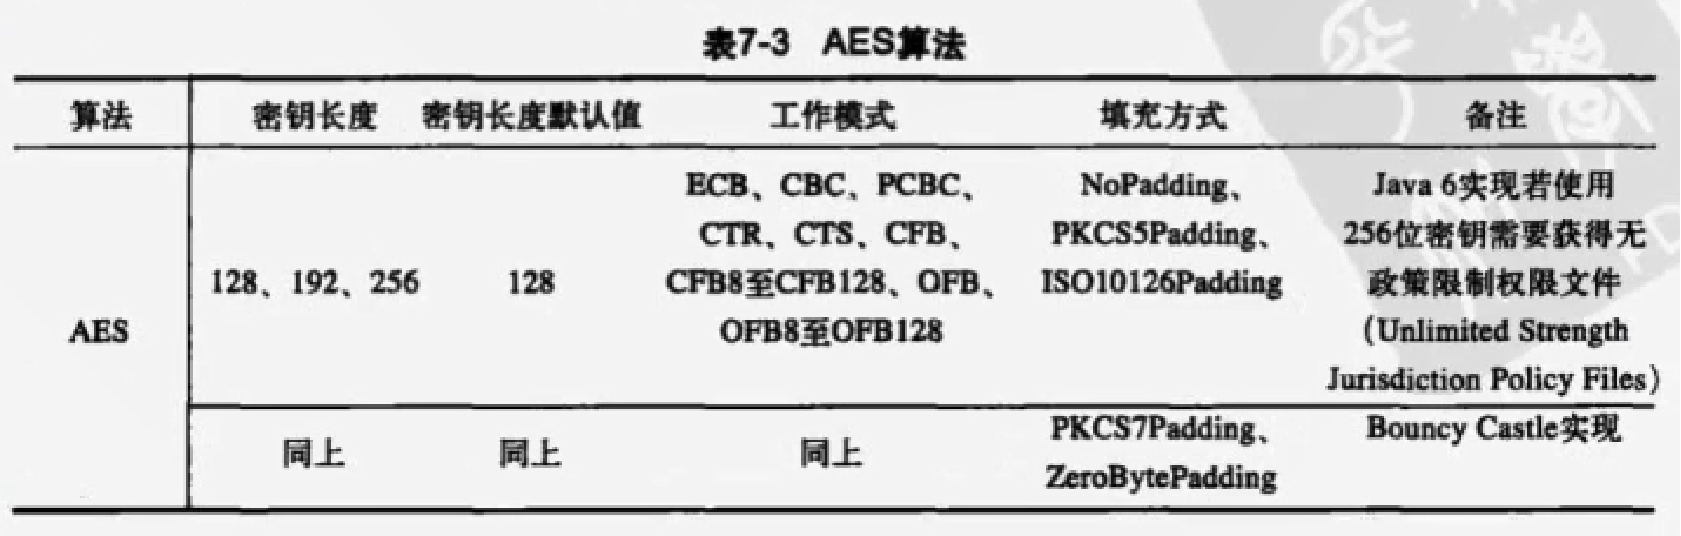 表7-3 AES算法
算法 密钥长度 密钥长度默认值 工作模式 填充方式 备注
ECB、CBC、PCBC、 NoPadding、 Java 6实现若使用
CTR、CTS、CFB、 PKCS5Padding、 256位密钥需要获得无
128、192、256 128 CFB8至CFB128、OFB、 ISO10126Padding 政策限制权限文件
AES OFB8至OFB128 (Unlimited Strength
Jurisdiction Policy Files)
PKCS7Padding、 Bouncy Castle实现
同上 同上 同上
ZeroBytePadding